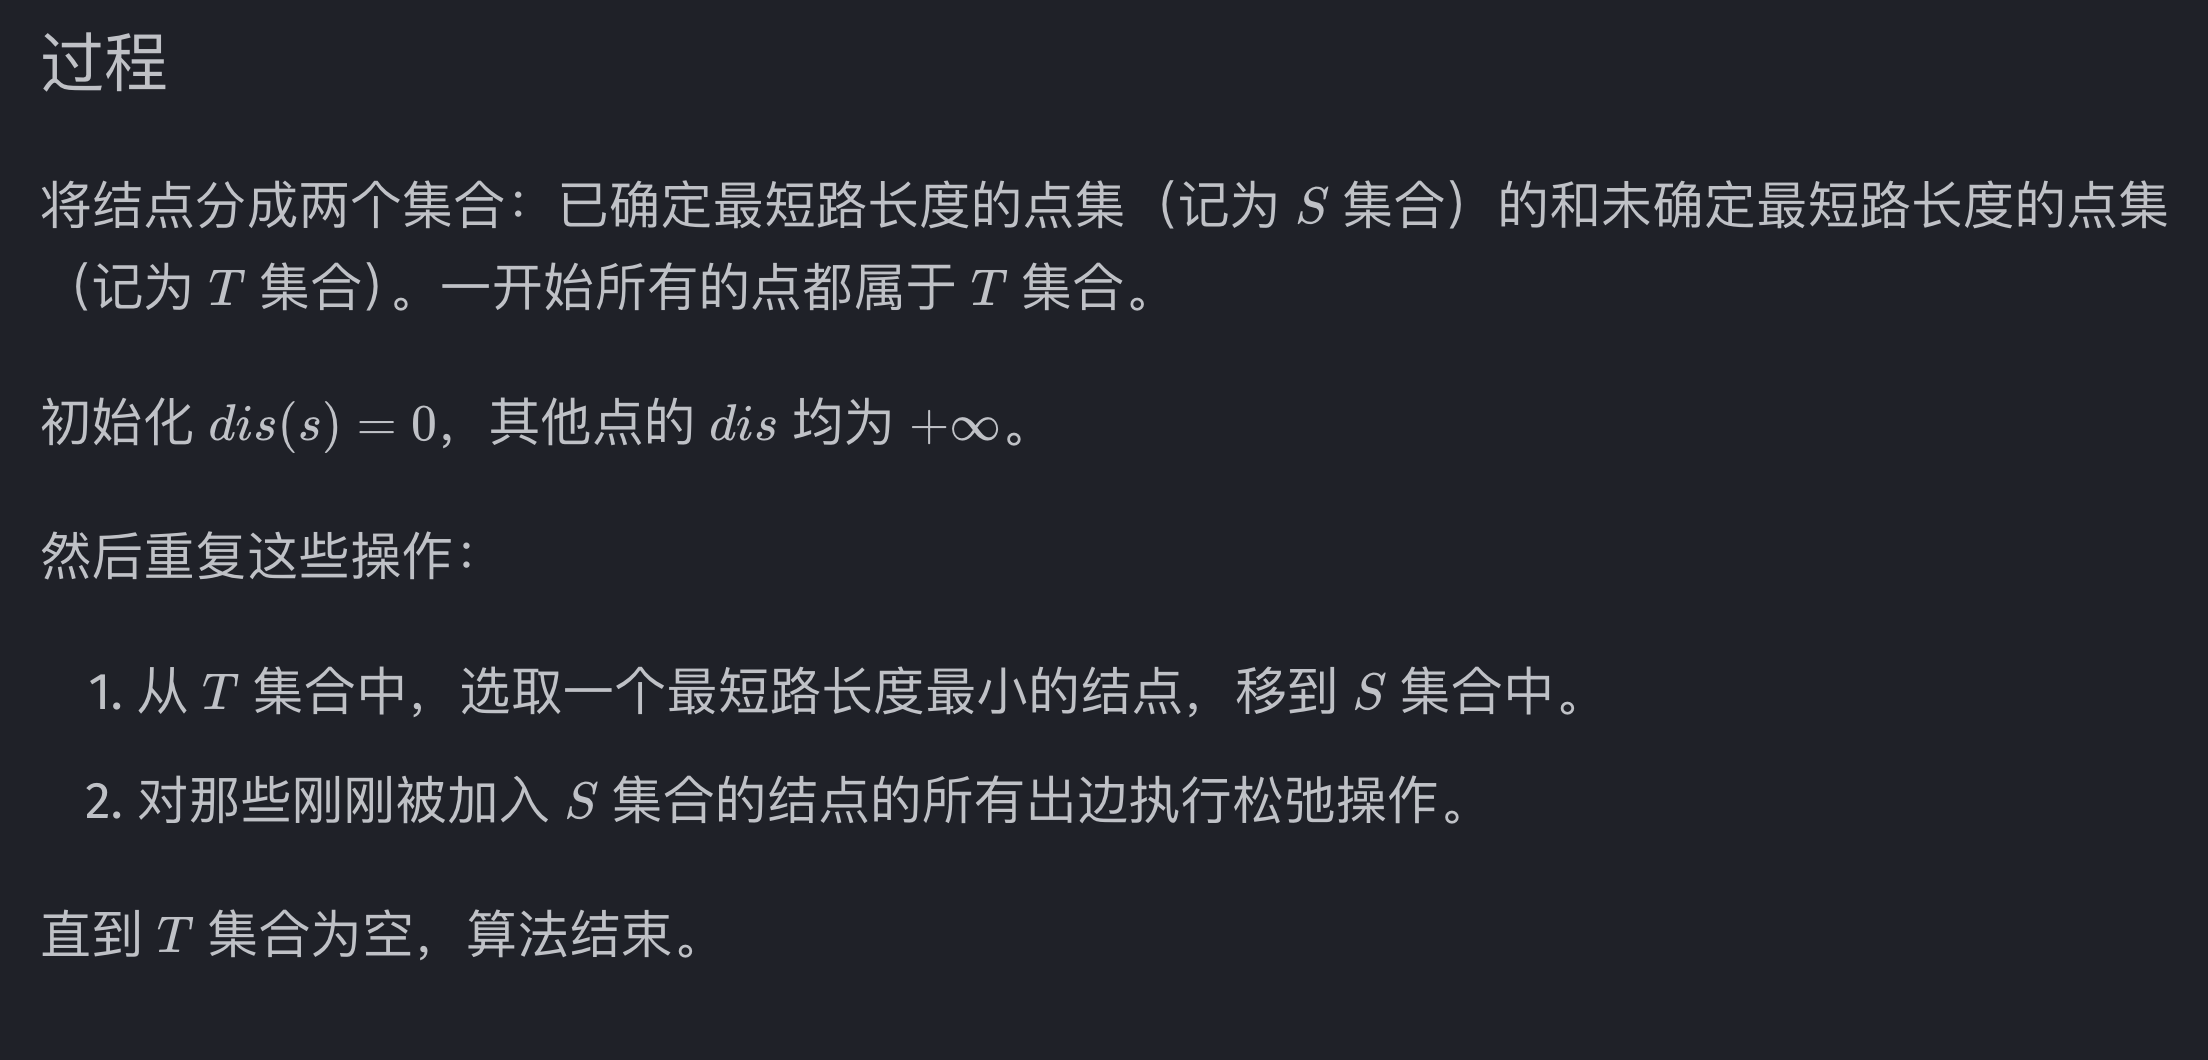 过程
将结点分成两个集合：已确定最短路长度的点集（记为 S 集合）的和未确定最短路长度的点集
（记为 T 集合）。一开始所有的点都属于 T 集合。
初始化 dis(s) = 0，其他点的 dis 均为 +∞。
然后重复这些操作：
1. 从 T 集合中，选取一个最短路长度最小的结点，移到 S 集合中。
2. 对那些刚刚被加入 S 集合的结点的所有出边执行松弛操作。
直到 T 集合为空，算法结束。